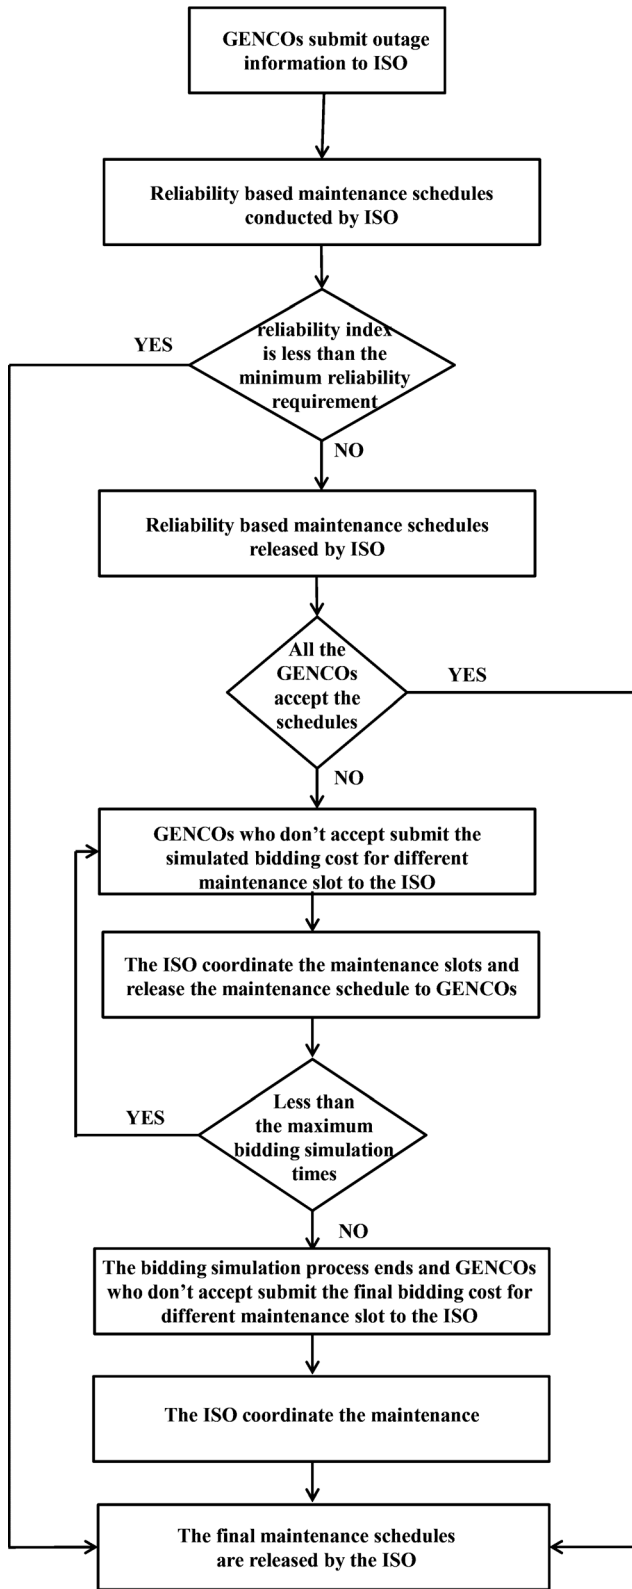 GENCOs submit outage
information to ISO
Reliability based maintenance schedules
conducted by ISO
YES
reliability index
is less than the
minimum reliability
requirement
NO
Reliability based maintenance schedules
released by ISO
All the
GENCOs
accept the
schedules
YES
NO
GENCOs who don’t accept submit the
simulated bidding cost for different
maintenance slot to the ISO
The ISO coordinate the maintenance slots and
release the maintenance schedule to GENCOs
YES
Less than
the maximum
bidding simulation
times
NO
The bidding simulation process ends and GENCOs
who don’t accept submit the final bidding cost for
different maintenance slot to the ISO
The ISO coordinate the maintenance
The final maintenance schedules
are released by the ISO